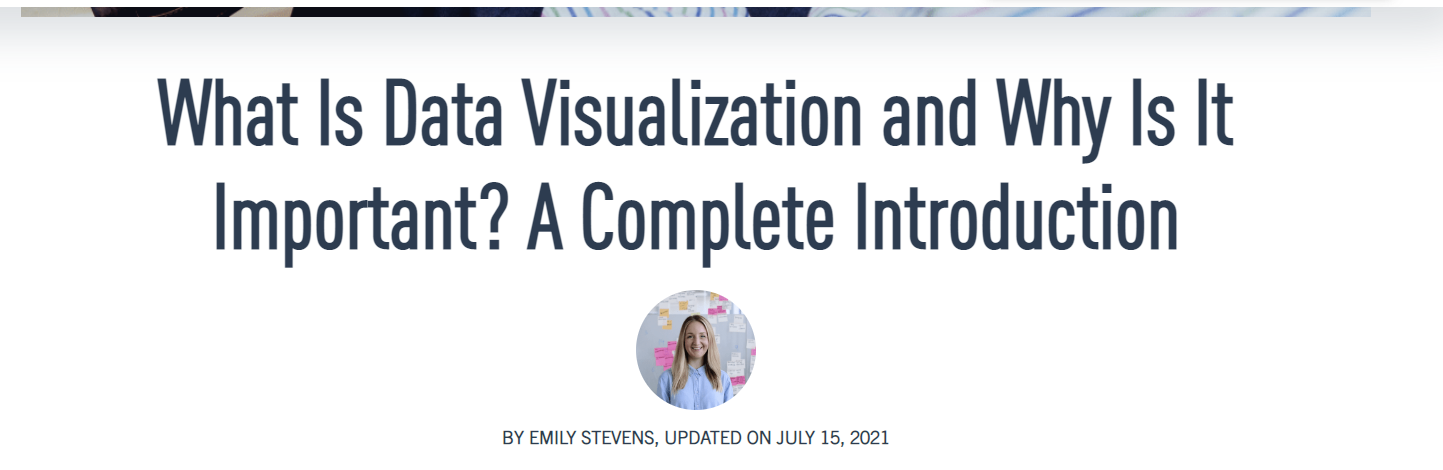 What Is Data Visualization and Why Is It
Important? A Complete Introduction
BY EMILY STEVENS, UPDATED ON JULY 15, 2021